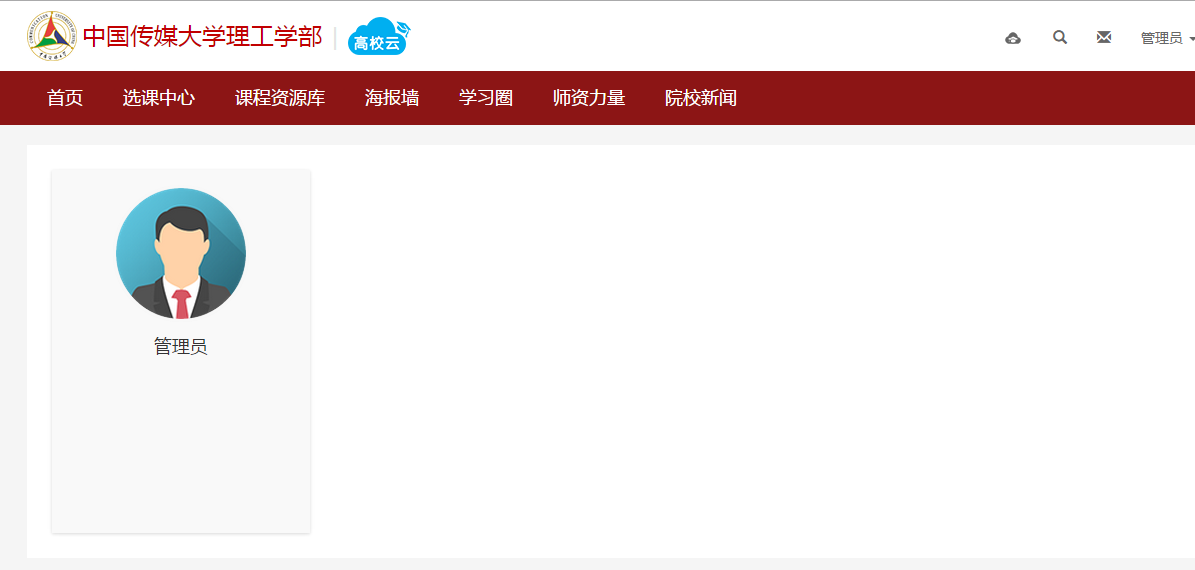 中国传媒大学理工学部 高校云 管理员
首页 选课中心 课程资源库 海报墙 学习圈 师资力量 院校新闻
管理员